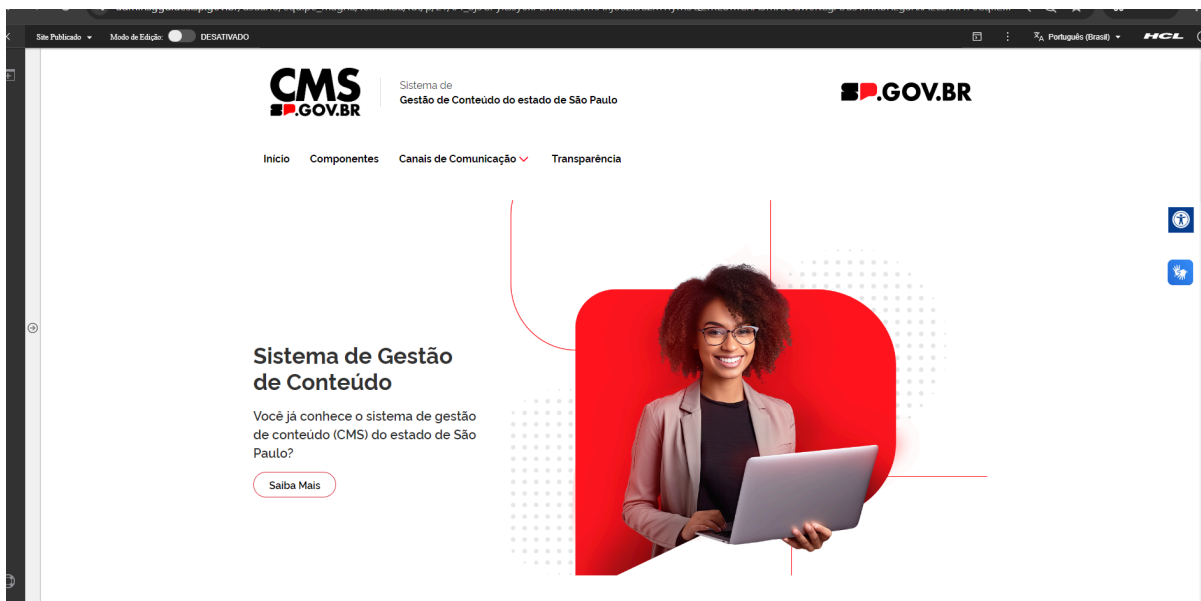 Site Publicado
Modo de Edição:
DESATIVADO
Português (Brasil)
HCL
CMS
SP.GOV.BR
Sistema de
Gestão de Conteúdo do estado de São Paulo
SP.GOV.BR
Início
Componentes
Canais de Comunicação
Transparência
Sistema de Gestão
de Conteúdo
Você já conhece o sistema de gestão
de conteúdo (CMS) do estado de São
Paulo?
Saiba Mais